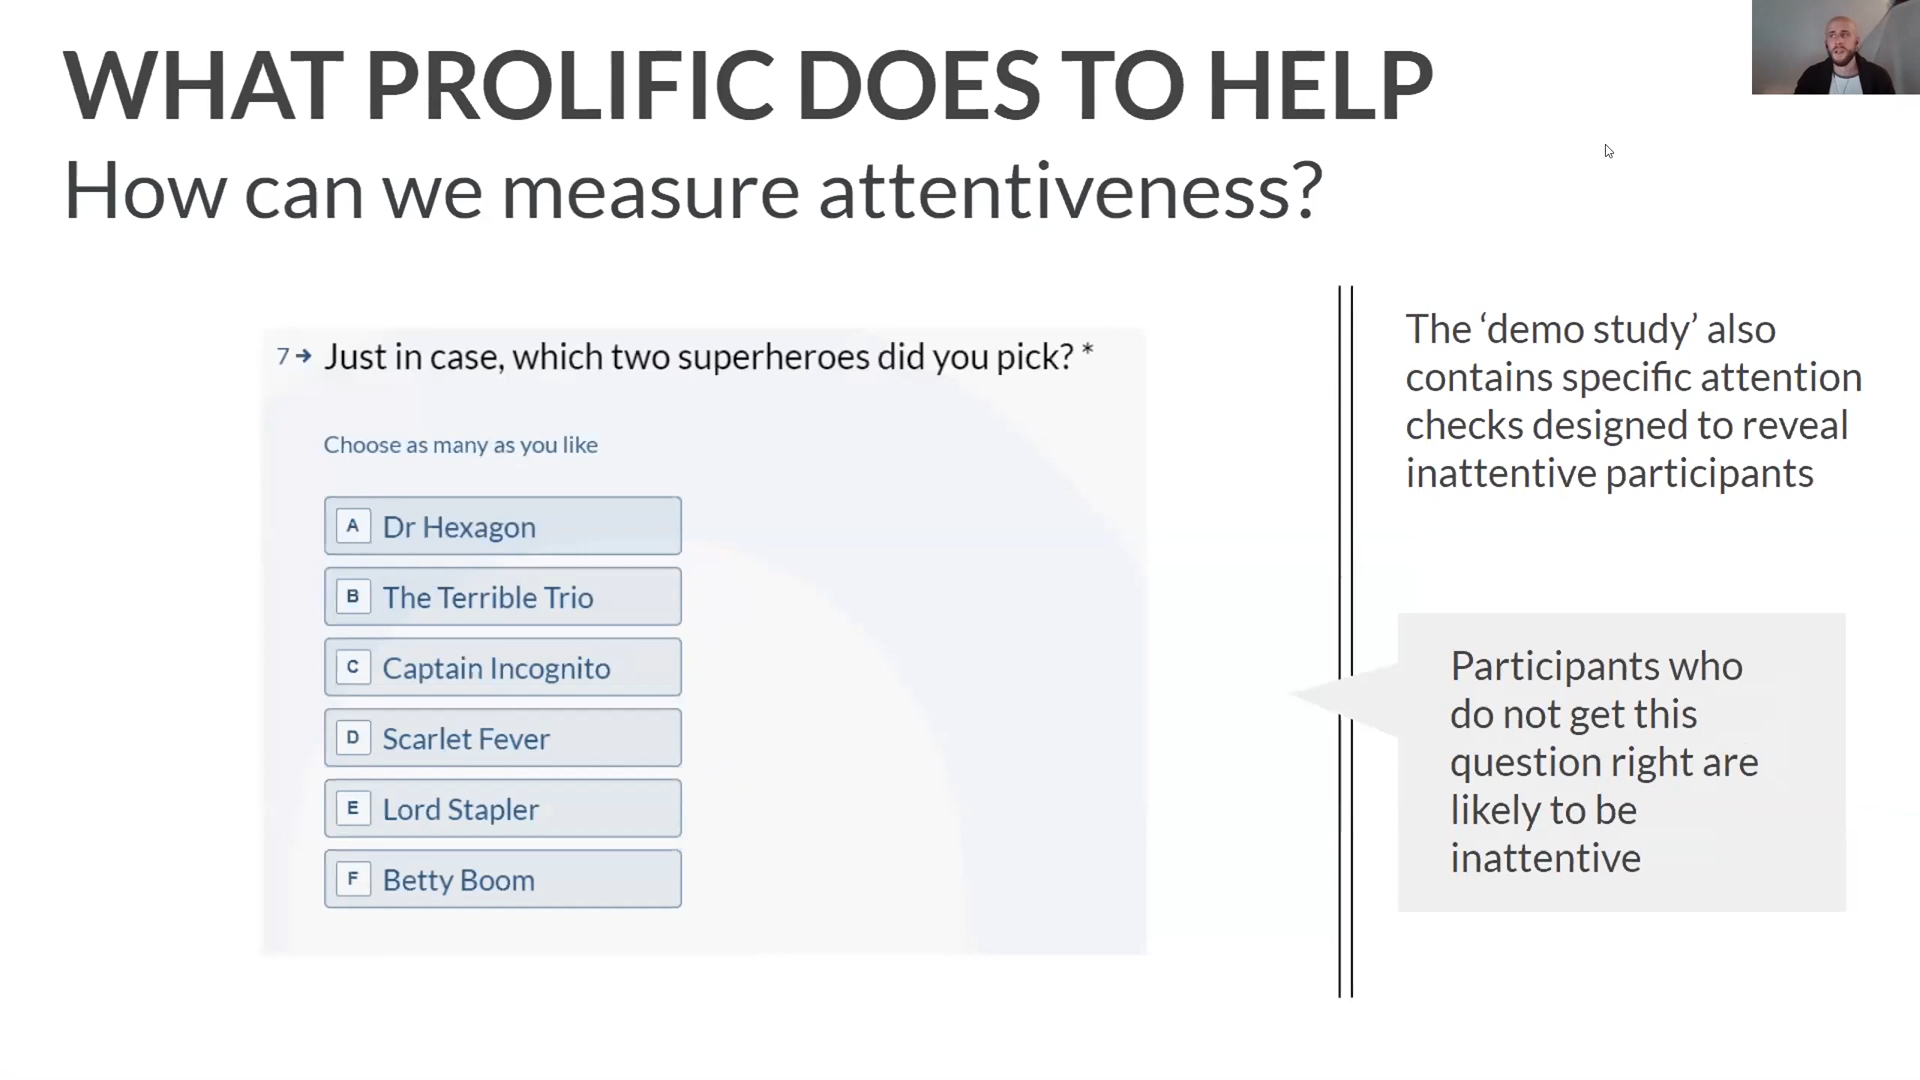 WHAT PROLIFIC DOES TO HELP
How can we measure attentiveness?
7→ Just in case, which two superheroes did you pick? *
Choose as many as you like
A Dr Hexagon
B The Terrible Trio
C Captain Incognito
D Scarlet Fever
E Lord Stapler
F Betty Boom
The ‘demo study’ also
contains specific attention
checks designed to reveal
inattentive participants
Participants who
do not get this
question right are
likely to be
inattentive